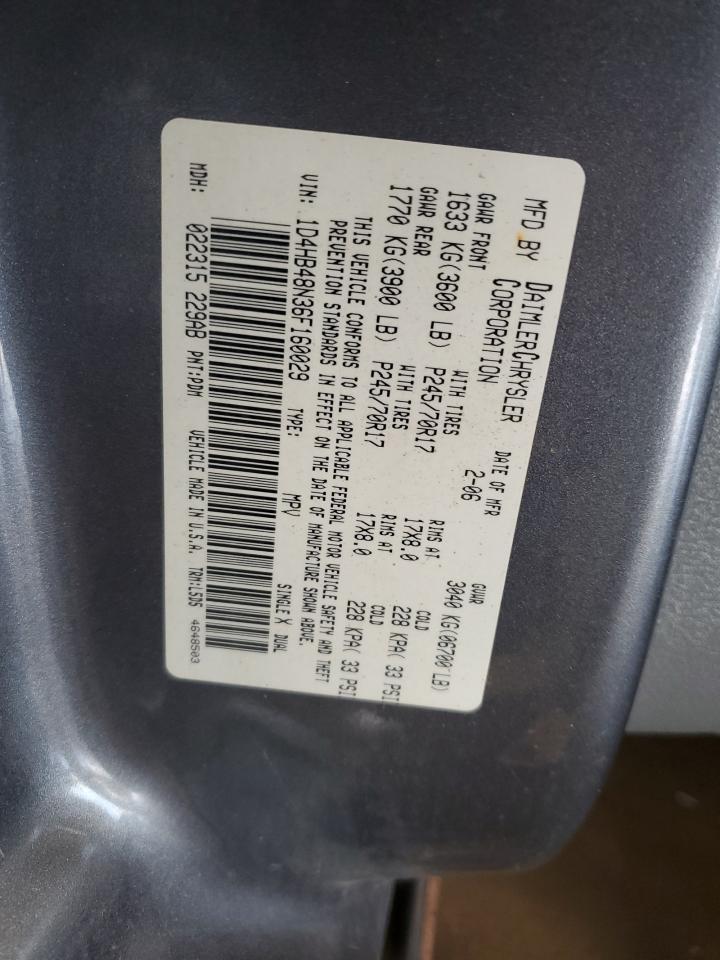 MFD BY DAIMLERCHRYSLER CORPORATION
DATE OF MFR 2-06
GVWR 3040 KG(06700 LB)
GAWR FRONT WITH TIRES RIMS AT COLD
1633 KG(3600 LB) P245/70R17 17X8.0 228 KPA( 33 PSI
GAWR REAR WITH TIRES RIMS AT COLD
1770 KG(3900 LB) P245/70R17 17X8.0 228 KPA( 33 PSI
THIS VEHICLE CONFORMS TO ALL APPLICABLE FEDERAL MOTOR VEHICLE SAFETY AND THEFT
PREVENTION STANDARDS IN EFFECT ON THE DATE OF MANUFACTURE SHOWN ABOVE.
VIN: 1D4HB48N36F160029 TYPE: MPV SINGLE X DUAL
MDH: 022315 229AB PNT:PDM VEHICLE MADE IN U.S.A. TRM:L5D5 4648503